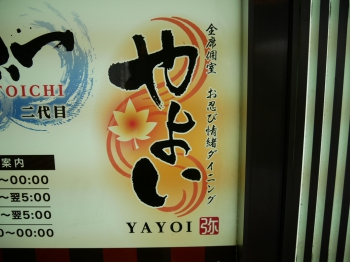 OICHI
二代目
案内
～00:00
～翌5:00
～翌5:00
0～00:00
全席個室 お忍び情緒ダイニング
やよい
YAYOI 弥